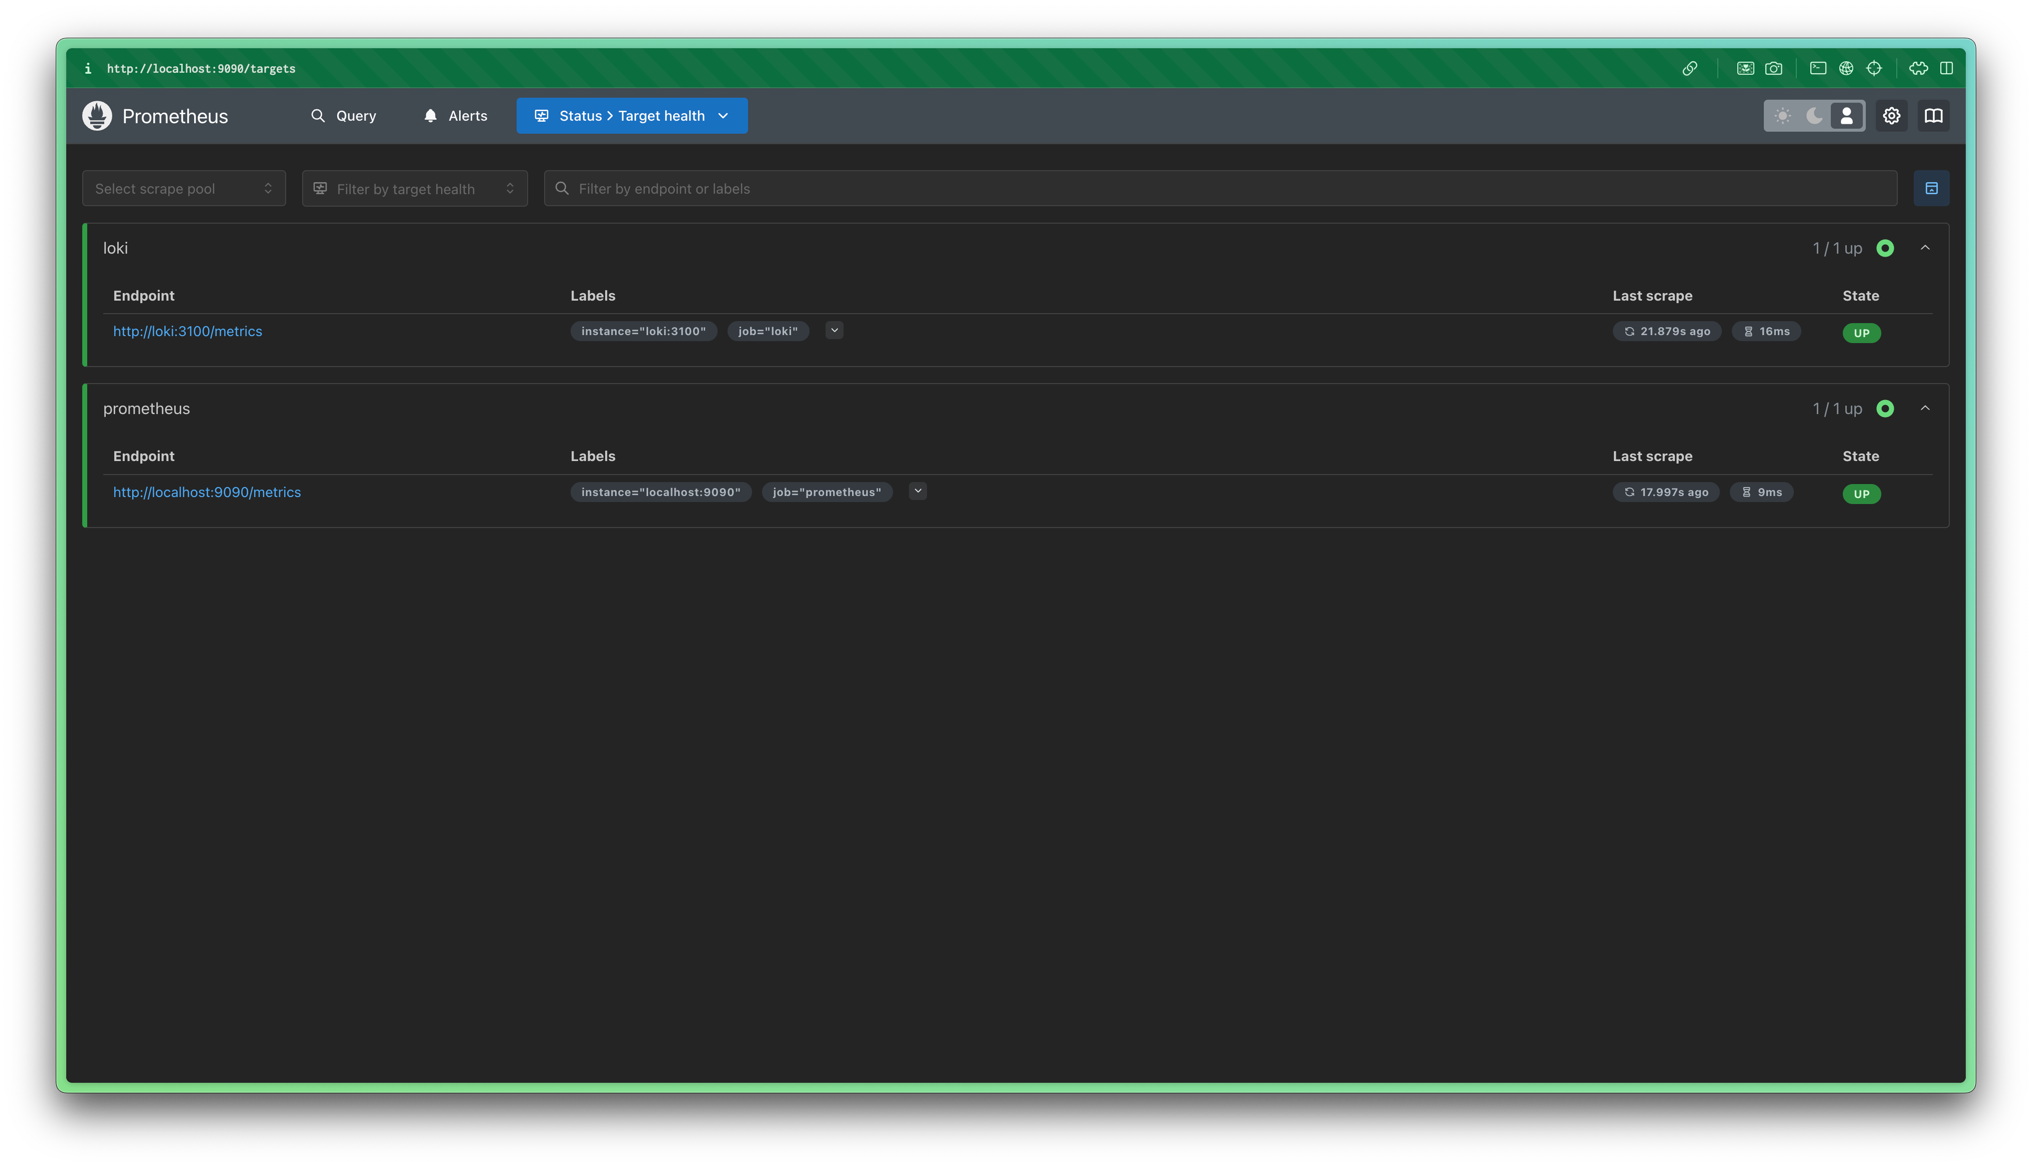 i http://localhost:9090/targets
Prometheus Query Alerts Status > Target health
Select scrape pool Filter by target health Filter by endpoint or labels
loki 1 / 1 up
Endpoint Labels Last scrape State
http://loki:3100/metrics instance="loki:3100" job="loki" 21.879s ago 16ms UP
prometheus 1 / 1 up
Endpoint Labels Last scrape State
http://localhost:9090/metrics instance="localhost:9090" job="prometheus" 17.997s ago 9ms UP